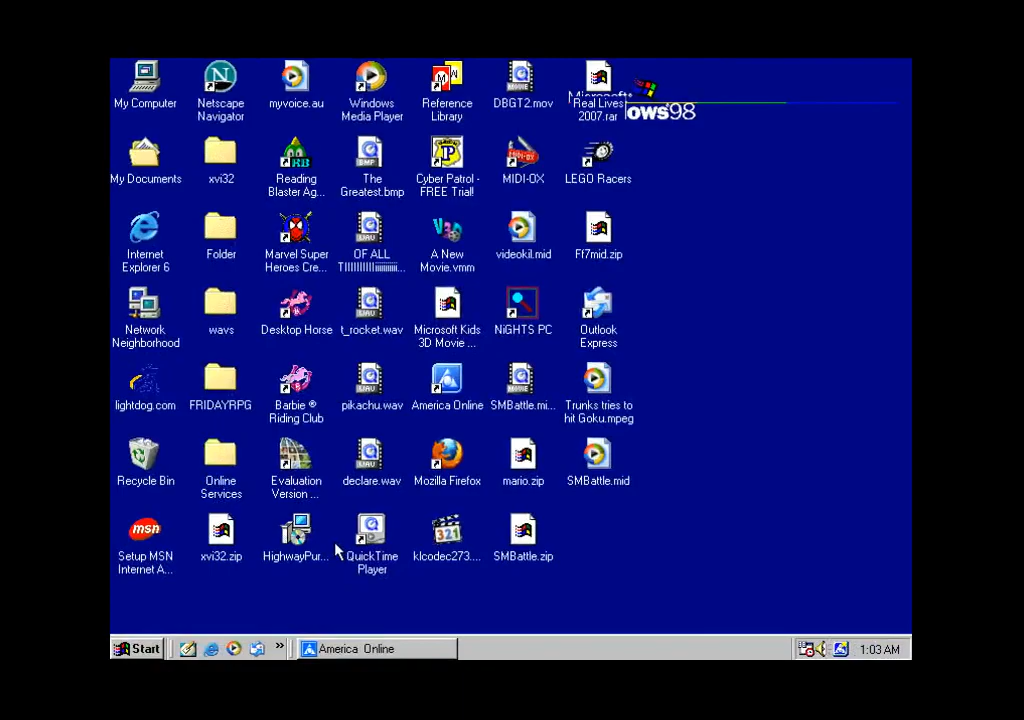 Microsoft
ows98
My Computer
Netscape
Navigator
myvoice.au
Windows
Media Player
Reference
Library
DBGT2.mov
Real Lives
2007.rar
My Documents
xvi32
Reading
Blaster Ag...
The
Greatest.bmp
Cyber Patrol -
FREE Trial!
MIDI-OX
LEGO Racers
Internet
Explorer 6
Folder
Marvel Super
Heroes Cre...
OF ALL
A New
Movie.vmm
videokil.mid
Ff7mid.zip
Network
Neighborhood
wavs
Desktop Horse
t_rocket.wav
Microsoft Kids
3D Movie ...
NiGHTS PC
Outlook
Express
lightdog.com
FRIDAYRPG
Barbie ®
Riding Club
pikachu.wav
America Online
SMBattle.mi...
Trunks tries to
hit Goku.mpeg
Recycle Bin
Online
Services
Evaluation
Version ...
declare.wav
Mozilla Firefox
mario.zip
SMBattle.mid
msn
Setup MSN
Internet A...
xvi32.zip
HighwayPur...
QuickTime
Player
321
klcodec273....
SMBattle.zip
Start
»
America Online
1:03 AM